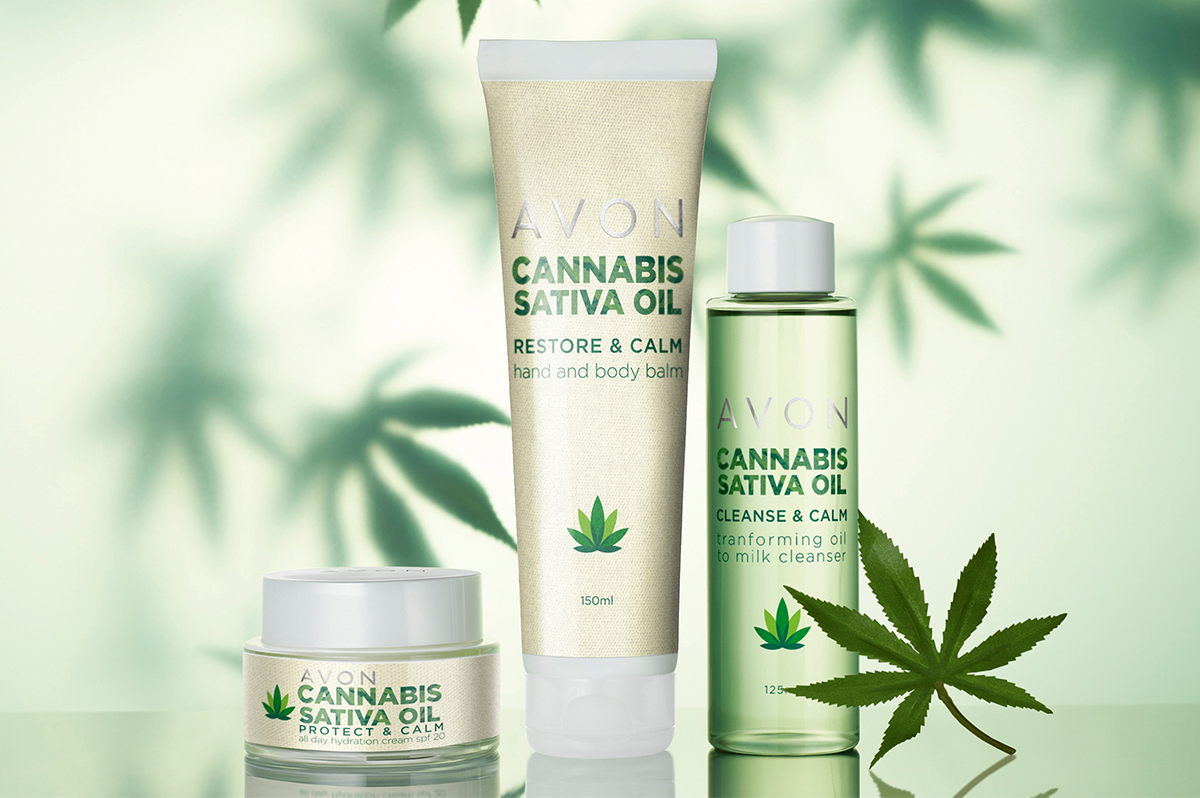 AVON
CANNABIS
SATIVA OIL
PROTECT & CALM
all day hydration cream spf 20
AVON
CANNABIS
SATIVA OIL
RESTORE & CALM
hand and body balm
150ml
AVON
CANNABIS
SATIVA OIL
CLEANSE & CALM
tranforming oil
to milk cleanser